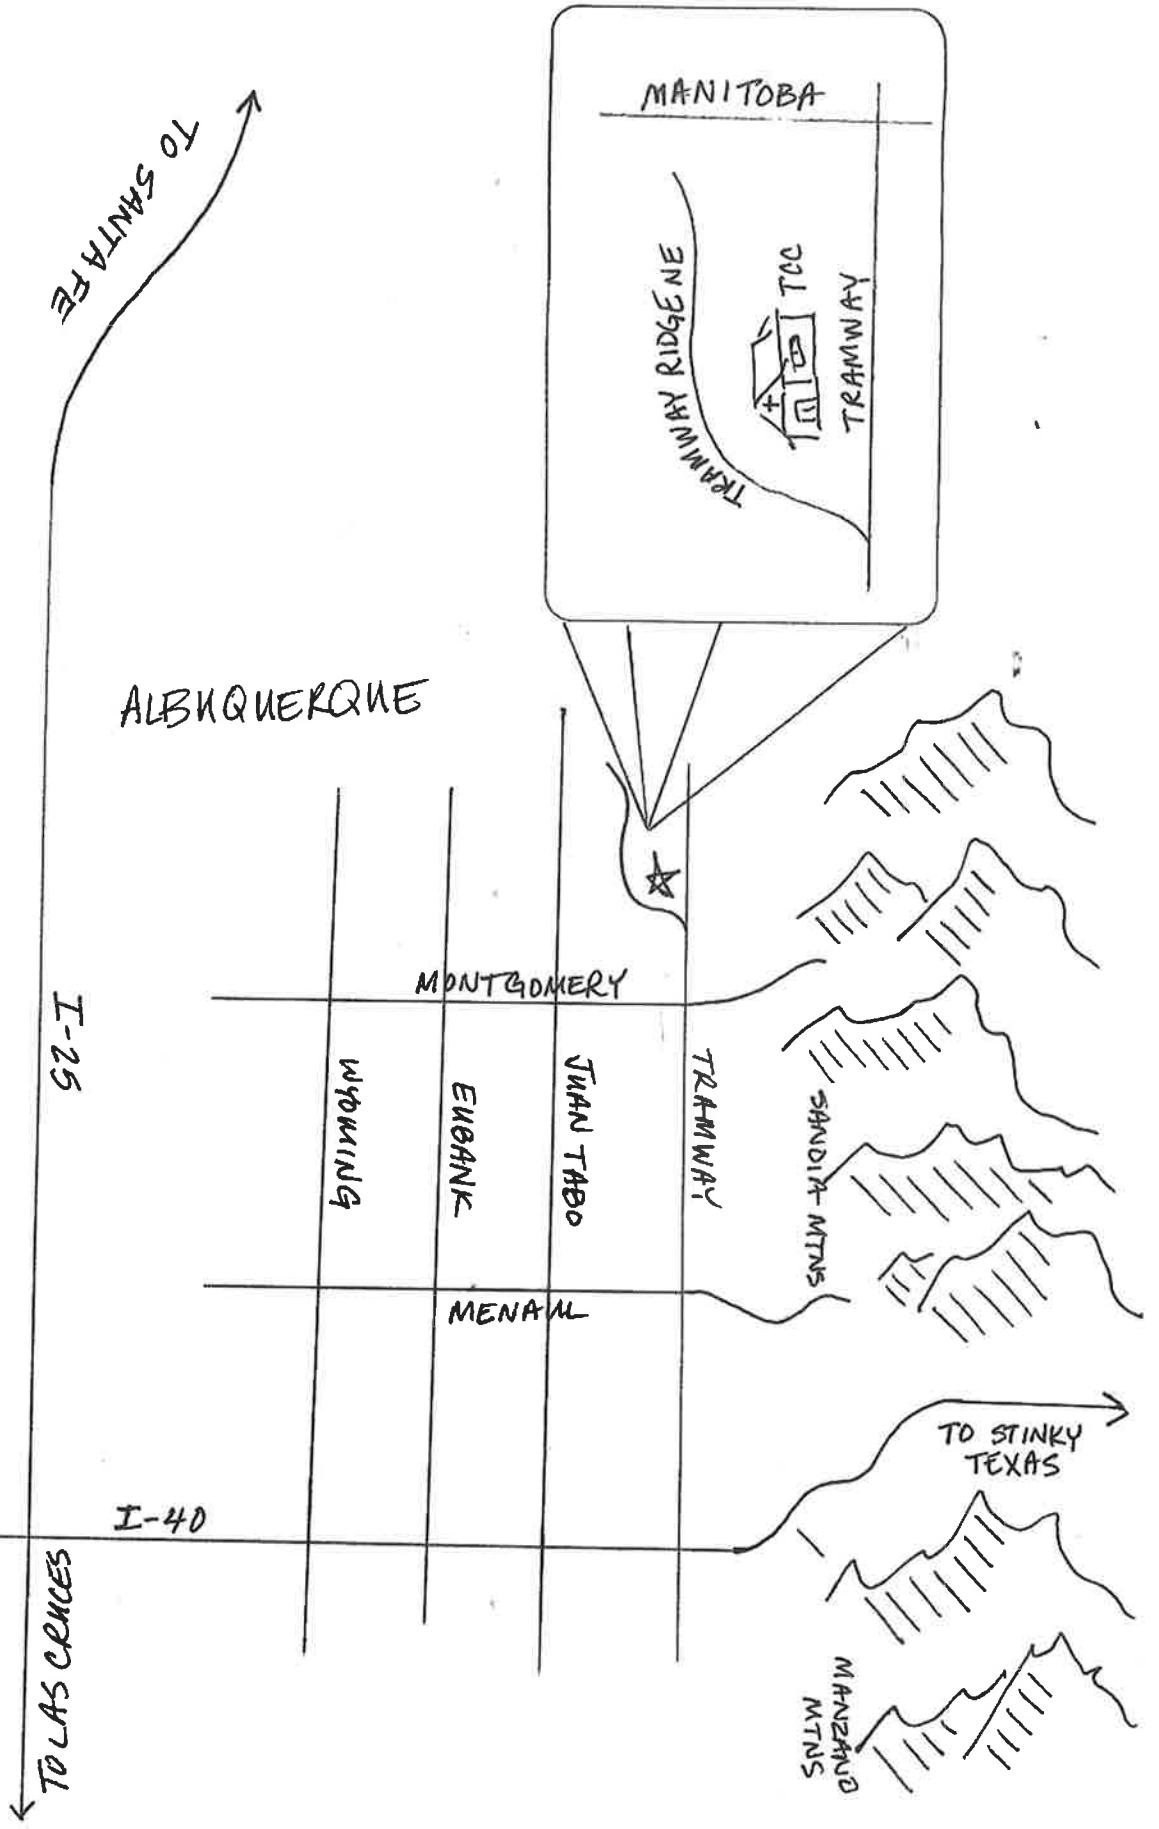 MANITOBA
TO SANTA FE
TRAMWAY RIDGE NE
TCC
TRAMWAY
ALBUQUERQUE
MONTGOMERY
I-25
WYOMING
EUBANK
JUAN TABO
TRAMWAY
SANDIA MTNS
MENAUL
TO STINKY
TEXAS
I-40
TO LAS CRUCES
MANZANO
MTNS